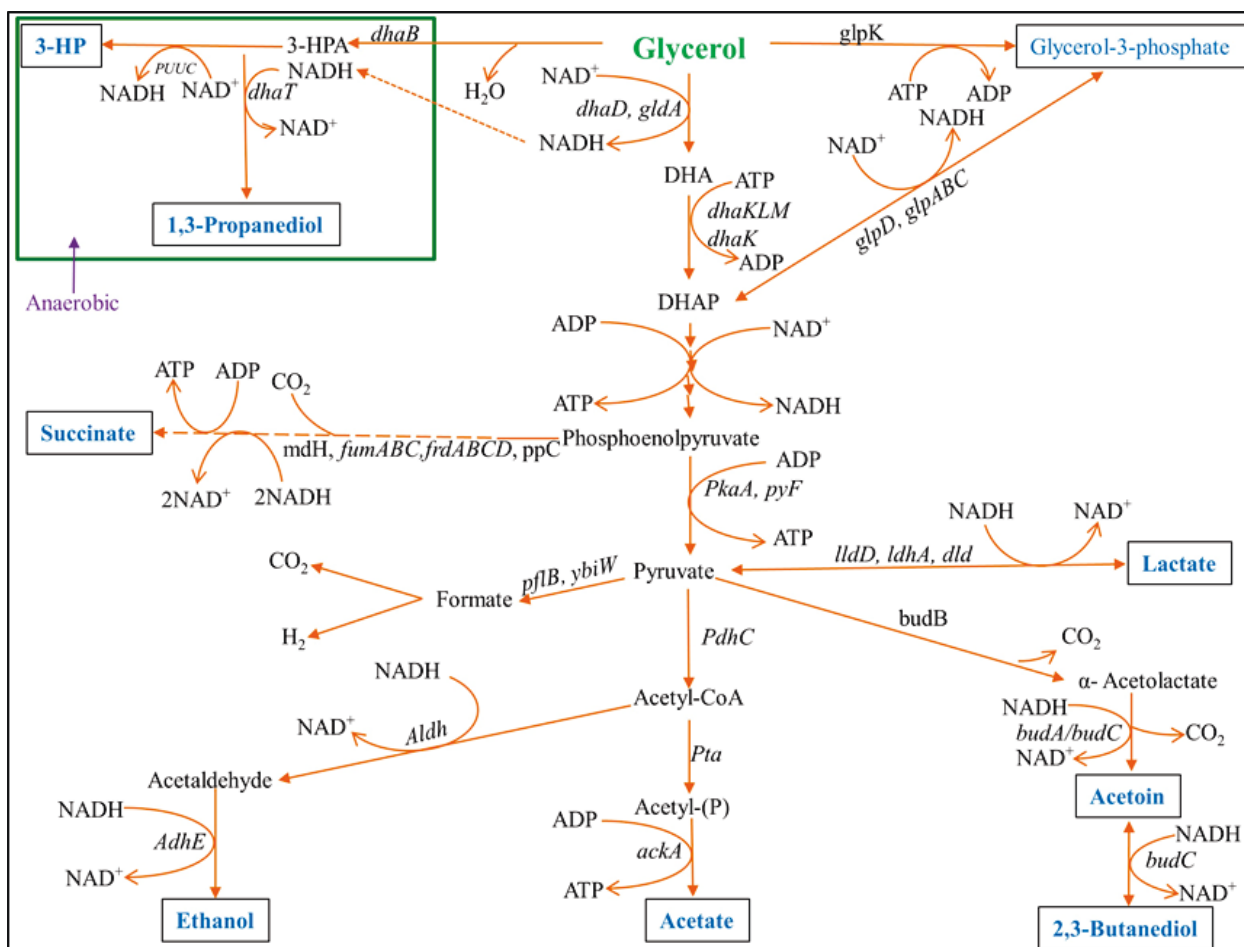 3-HP
3-HPA
dhaB
Glycerol
glpK
Glycerol-3-phosphate
NADH
PUUC
NAD⁺
dhaT
NADH
NAD⁺
H₂O
NAD⁺
dhaD, gldA
NADH
ATP
ADP
NADH
NAD⁺
glpD, glpABC
1,3-Propanediol
Anaerobic
DHA
ATP
dhaKLM
dhaK
ADP
DHAP
ADP
NAD⁺
ATP
NADH
ATP
ADP
CO₂
Succinate
mdH, fumABC,frdABCD, ppC
2NAD⁺
2NADH
Phosphoenolpyruvate
ADP
PkaA, pyF
ATP
NADH
NAD⁺
lldD, ldhA, dld
Lactate
Pyruvate
pflB, ybiW
Formate
CO₂
H₂
PdhC
budB
CO₂
α- Acetolactate
NADH
budA/budC
NAD⁺
CO₂
Acetoin
NADH
budC
NAD⁺
2,3-Butanediol
Acetyl-CoA
NADH
NAD⁺
Aldh
Acetaldehyde
NADH
AdhE
NAD⁺
Ethanol
Pta
Acetyl-(P)
ADP
ackA
ATP
Acetate